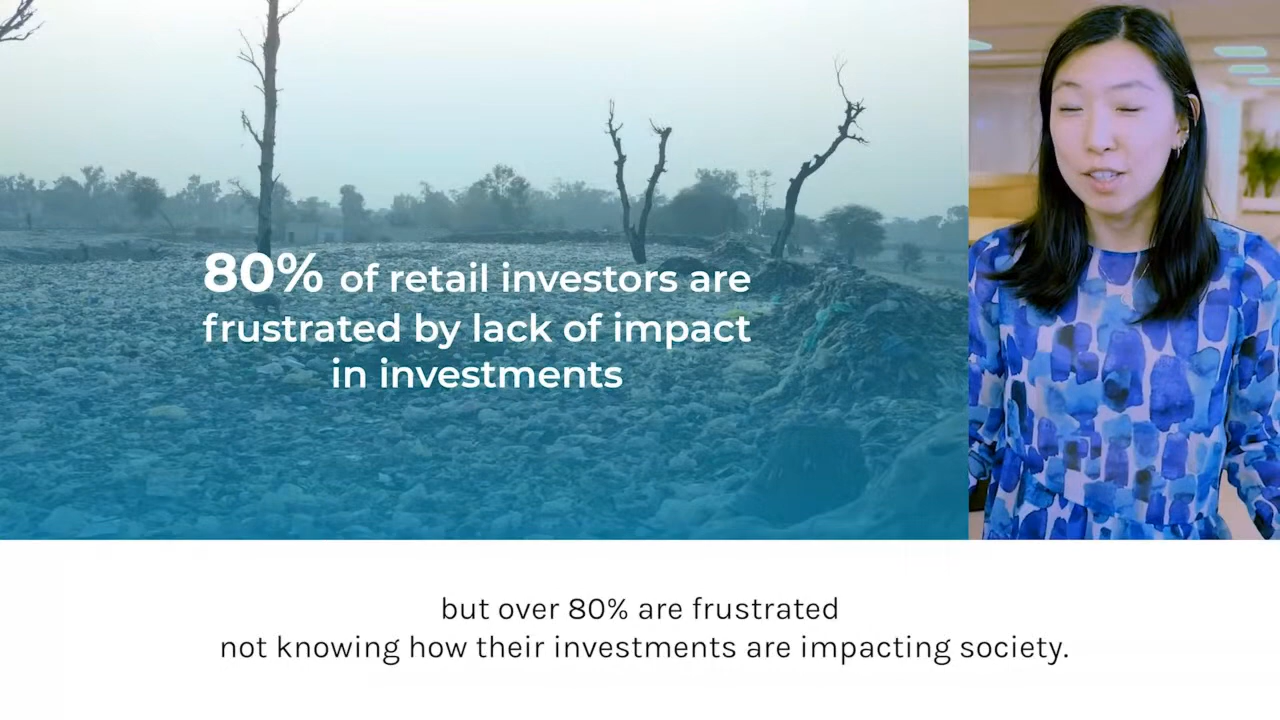 80% of retail investors are
frustrated by lack of impact
in investments
but over 80% are frustrated
not knowing how their investments are impacting society.